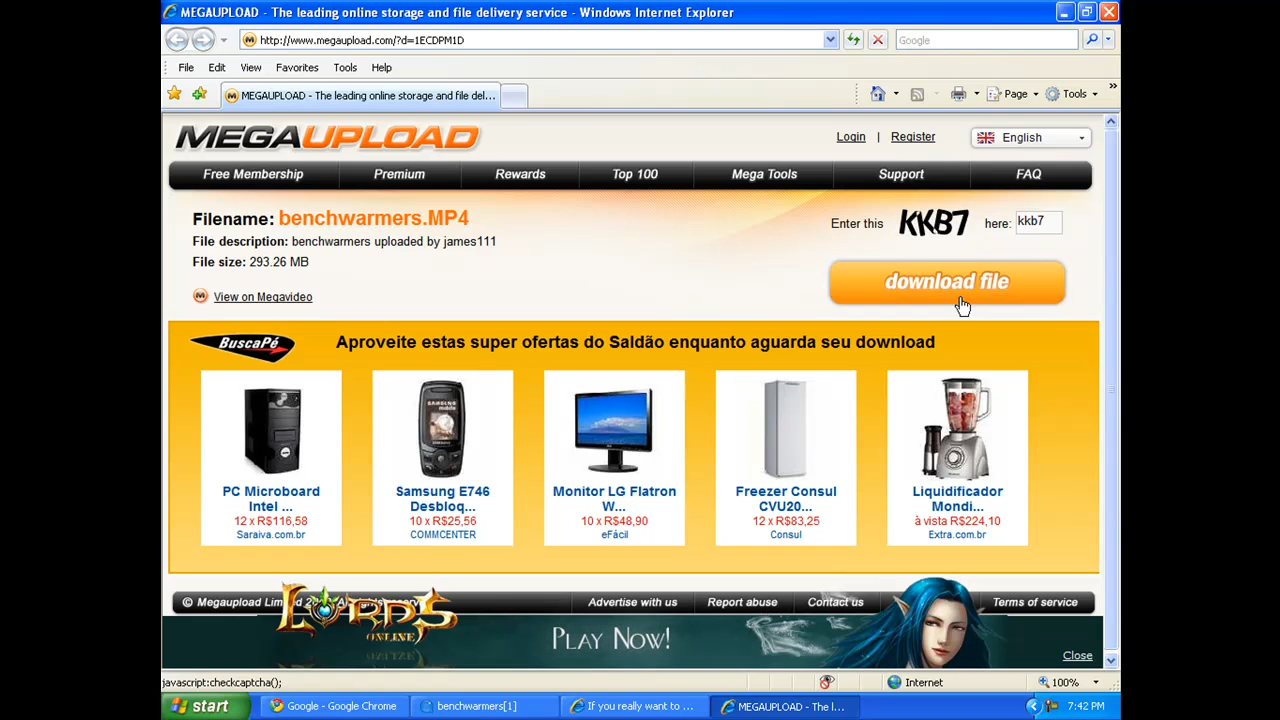 MEGAUPLOAD - The leading online storage and file delivery service - Windows Internet Explorer
http://www.megaupload.com/?d=1ECDPM1D
Google
File Edit View Favorites Tools Help
MEGAUPLOAD - The leading online storage and file del...
Page Tools
MEGAUPLOAD
Login | Register
English
Free Membership Premium Rewards Top 100 Mega Tools Support FAQ
Filename: benchwarmers.MP4
Enter this KKB7 here: kkb7
File description: benchwarmers uploaded by james111
File size: 293.26 MB
download file
View on Megavideo
BuscaPé
Aproveite estas super ofertas do Saldão enquanto aguarda seu download
SAMSUNG mobile
PC Microboard Intel ...
12 x R$116,58
Saraiva.com.br
Samsung E746 Desbloq...
10 x R$25,56
COMMCENTER
Monitor LG Flatron W...
10 x R$48,90
eFácil
Freezer Consul CVU20...
12 x R$83,25
Consul
Liquidificador Mondi...
à vista R$224,10
Extra.com.br
© Megaupload
Advertise with us Report abuse Contact us Terms of service
LORDS ONLINE
PLAY NOW!
Close
javascript:checkcaptcha();
Internet
100%
start
Google - Google Chrome
benchwarmers[1]
If you really want to ...
MEGAUPLOAD - The l...
7:42 PM